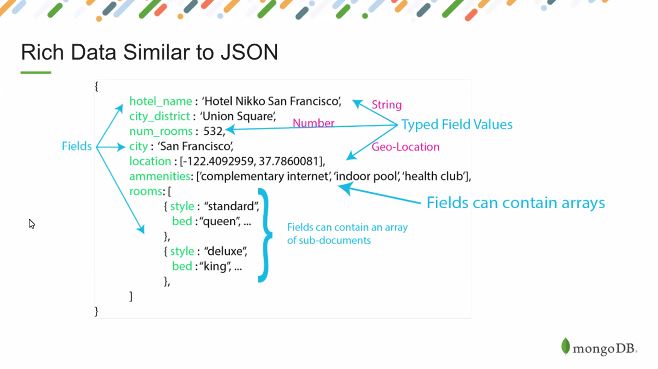 Rich Data Similar to JSON
{
hotel_name : ‘Hotel Nikko San Francisco’,
String
city_district : ‘Union Square’,
Number
num_rooms : 532,
Typed Field Values
Fields
city : ‘San Francisco’,
Geo-Location
location : [-122.4092959, 37.7860081],
ammenities: [‘complementary internet’, ‘indoor pool’, ‘health club’],
rooms: [
Fields can contain arrays
{ style : “standard”,
bed : “queen”, ...
},
Fields can contain an array
of sub-documents
{ style : “deluxe”,
bed : “king”, ...
},
]
}
mongoDB.